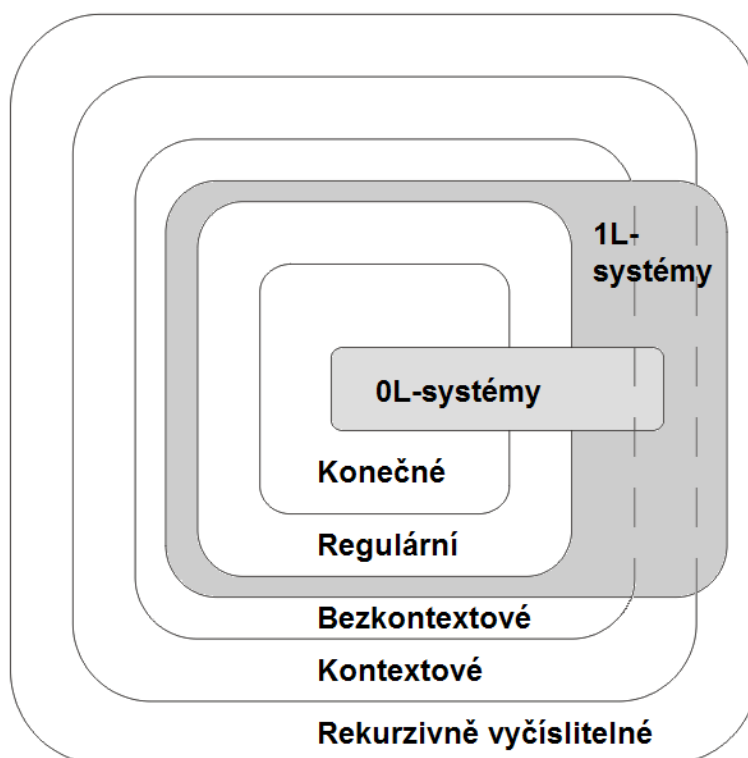 1L-
systémy
0L-systémy
Konečné
Regulární
Bezkontextové
Kontextové
Rekurzivně vyčíslitelné